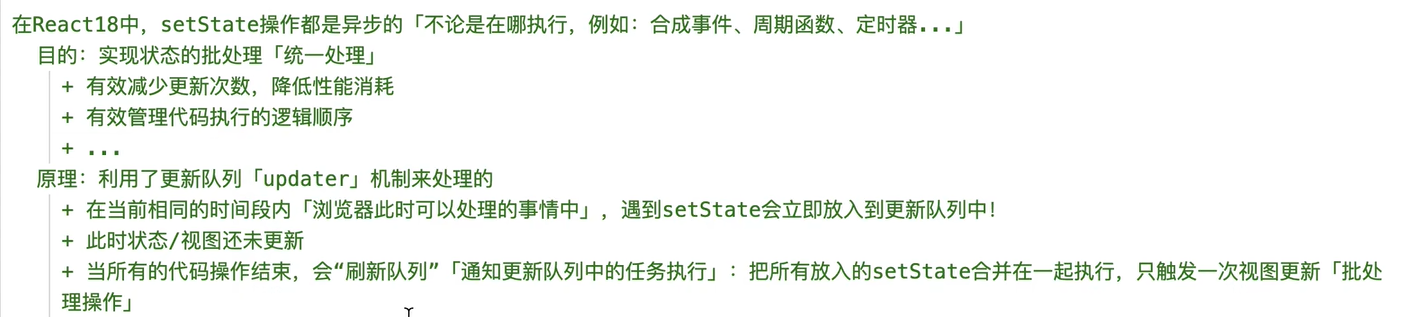 在React18中，setState操作都是异步的「不论是在哪执行，例如：合成事件、周期函数、定时器...」
目的：实现状态的批处理「统一处理」
+ 有效减少更新次数，降低性能消耗
+ 有效管理代码执行的逻辑顺序
+ ...
原理：利用了更新队列「updater」机制来处理的
+ 在当前相同的时间段内「浏览器此时可以处理的事情中」，遇到setState会立即放入到更新队列中！
+ 此时状态/视图还未更新
+ 当所有的代码操作结束，会“刷新队列”「通知更新队列中的任务执行」：把所有放入的setState合并在一起执行，只触发一次视图更新「批处
理操作」